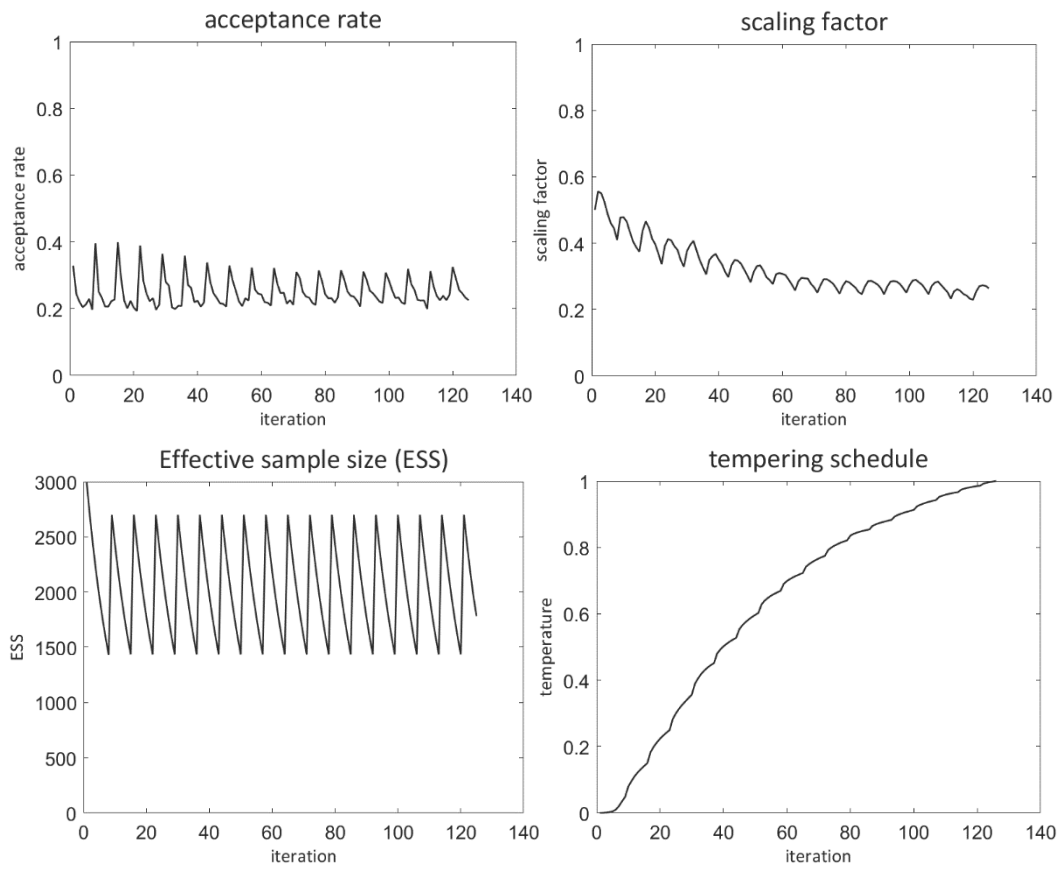 acceptance rate
1
0.8
0.6
0.4
0.2
0
acceptance rate
0 20 40 60 80 100 120 140
iteration
scaling factor
1
0.8
0.6
0.4
0.2
0
scaling factor
0 20 40 60 80 100 120 140
iteration
Effective sample size (ESS)
3000
2500
2000
1500
1000
500
0
ESS
0 20 40 60 80 100 120 140
iteration
tempering schedule
1
0.8
0.6
0.4
0.2
0
temperature
0 20 40 60 80 100 120 140
iteration